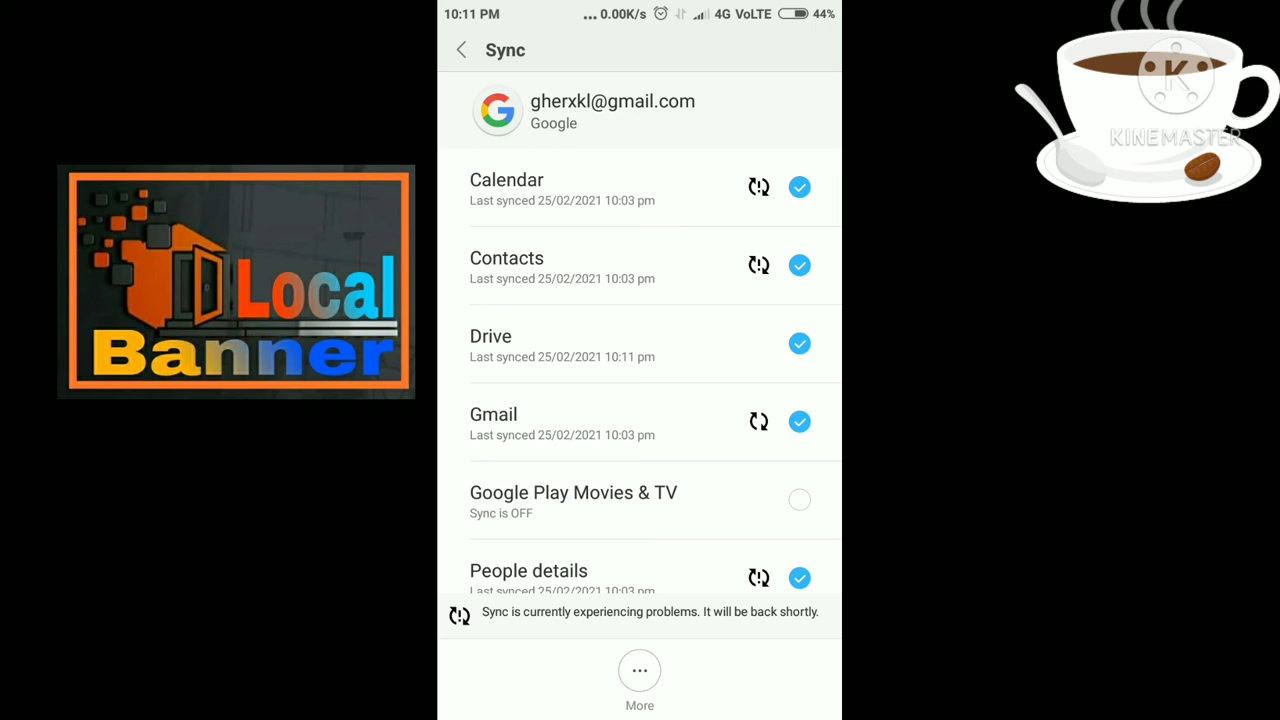 10:11 PM
... 0.00K/s 4G VoLTE 44%
Sync
gherxkl@gmail.com
Google
Calendar
Last synced 25/02/2021 10:03 pm
Contacts
Last synced 25/02/2021 10:03 pm
Drive
Last synced 25/02/2021 10:11 pm
Gmail
Last synced 25/02/2021 10:03 pm
Google Play Movies & TV
Sync is OFF
People details
Last synced 25/02/2021 10:03 pm
Sync is currently experiencing problems. It will be back shortly.
More
Local
Banner
K
KINEMASTER